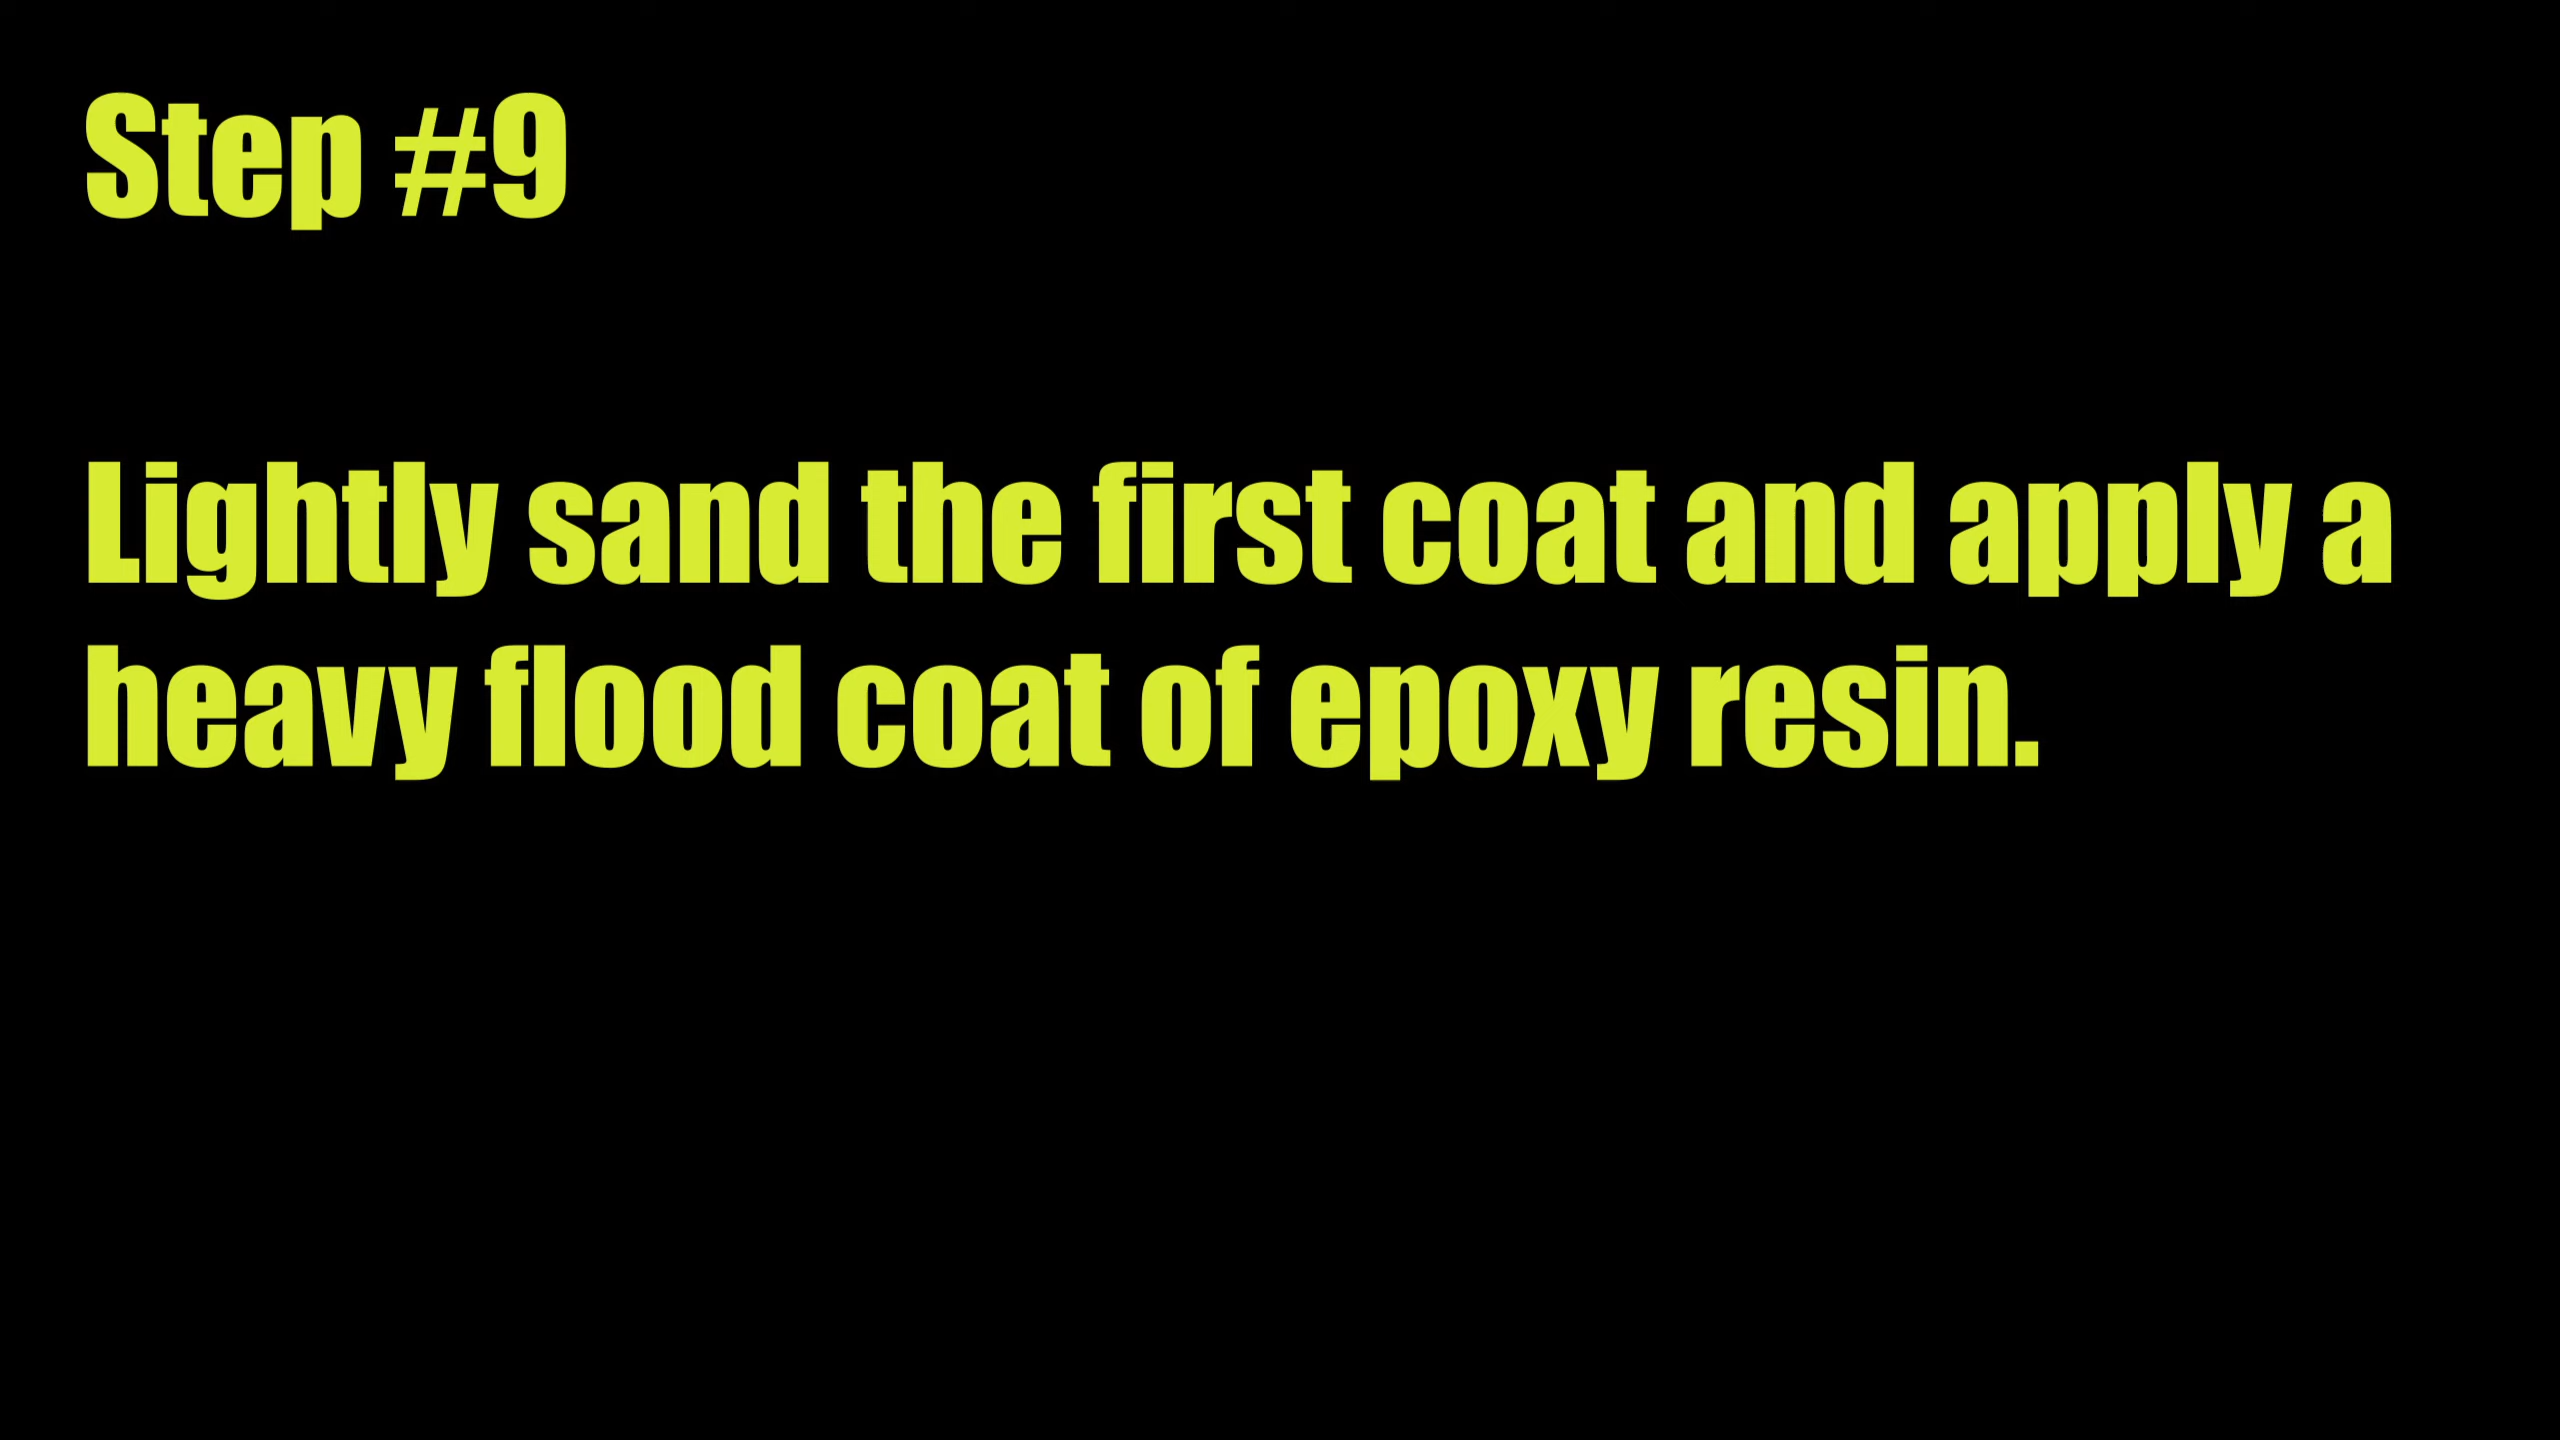 Step #9
Lightly sand the first coat and apply a
heavy flood coat of epoxy resin.